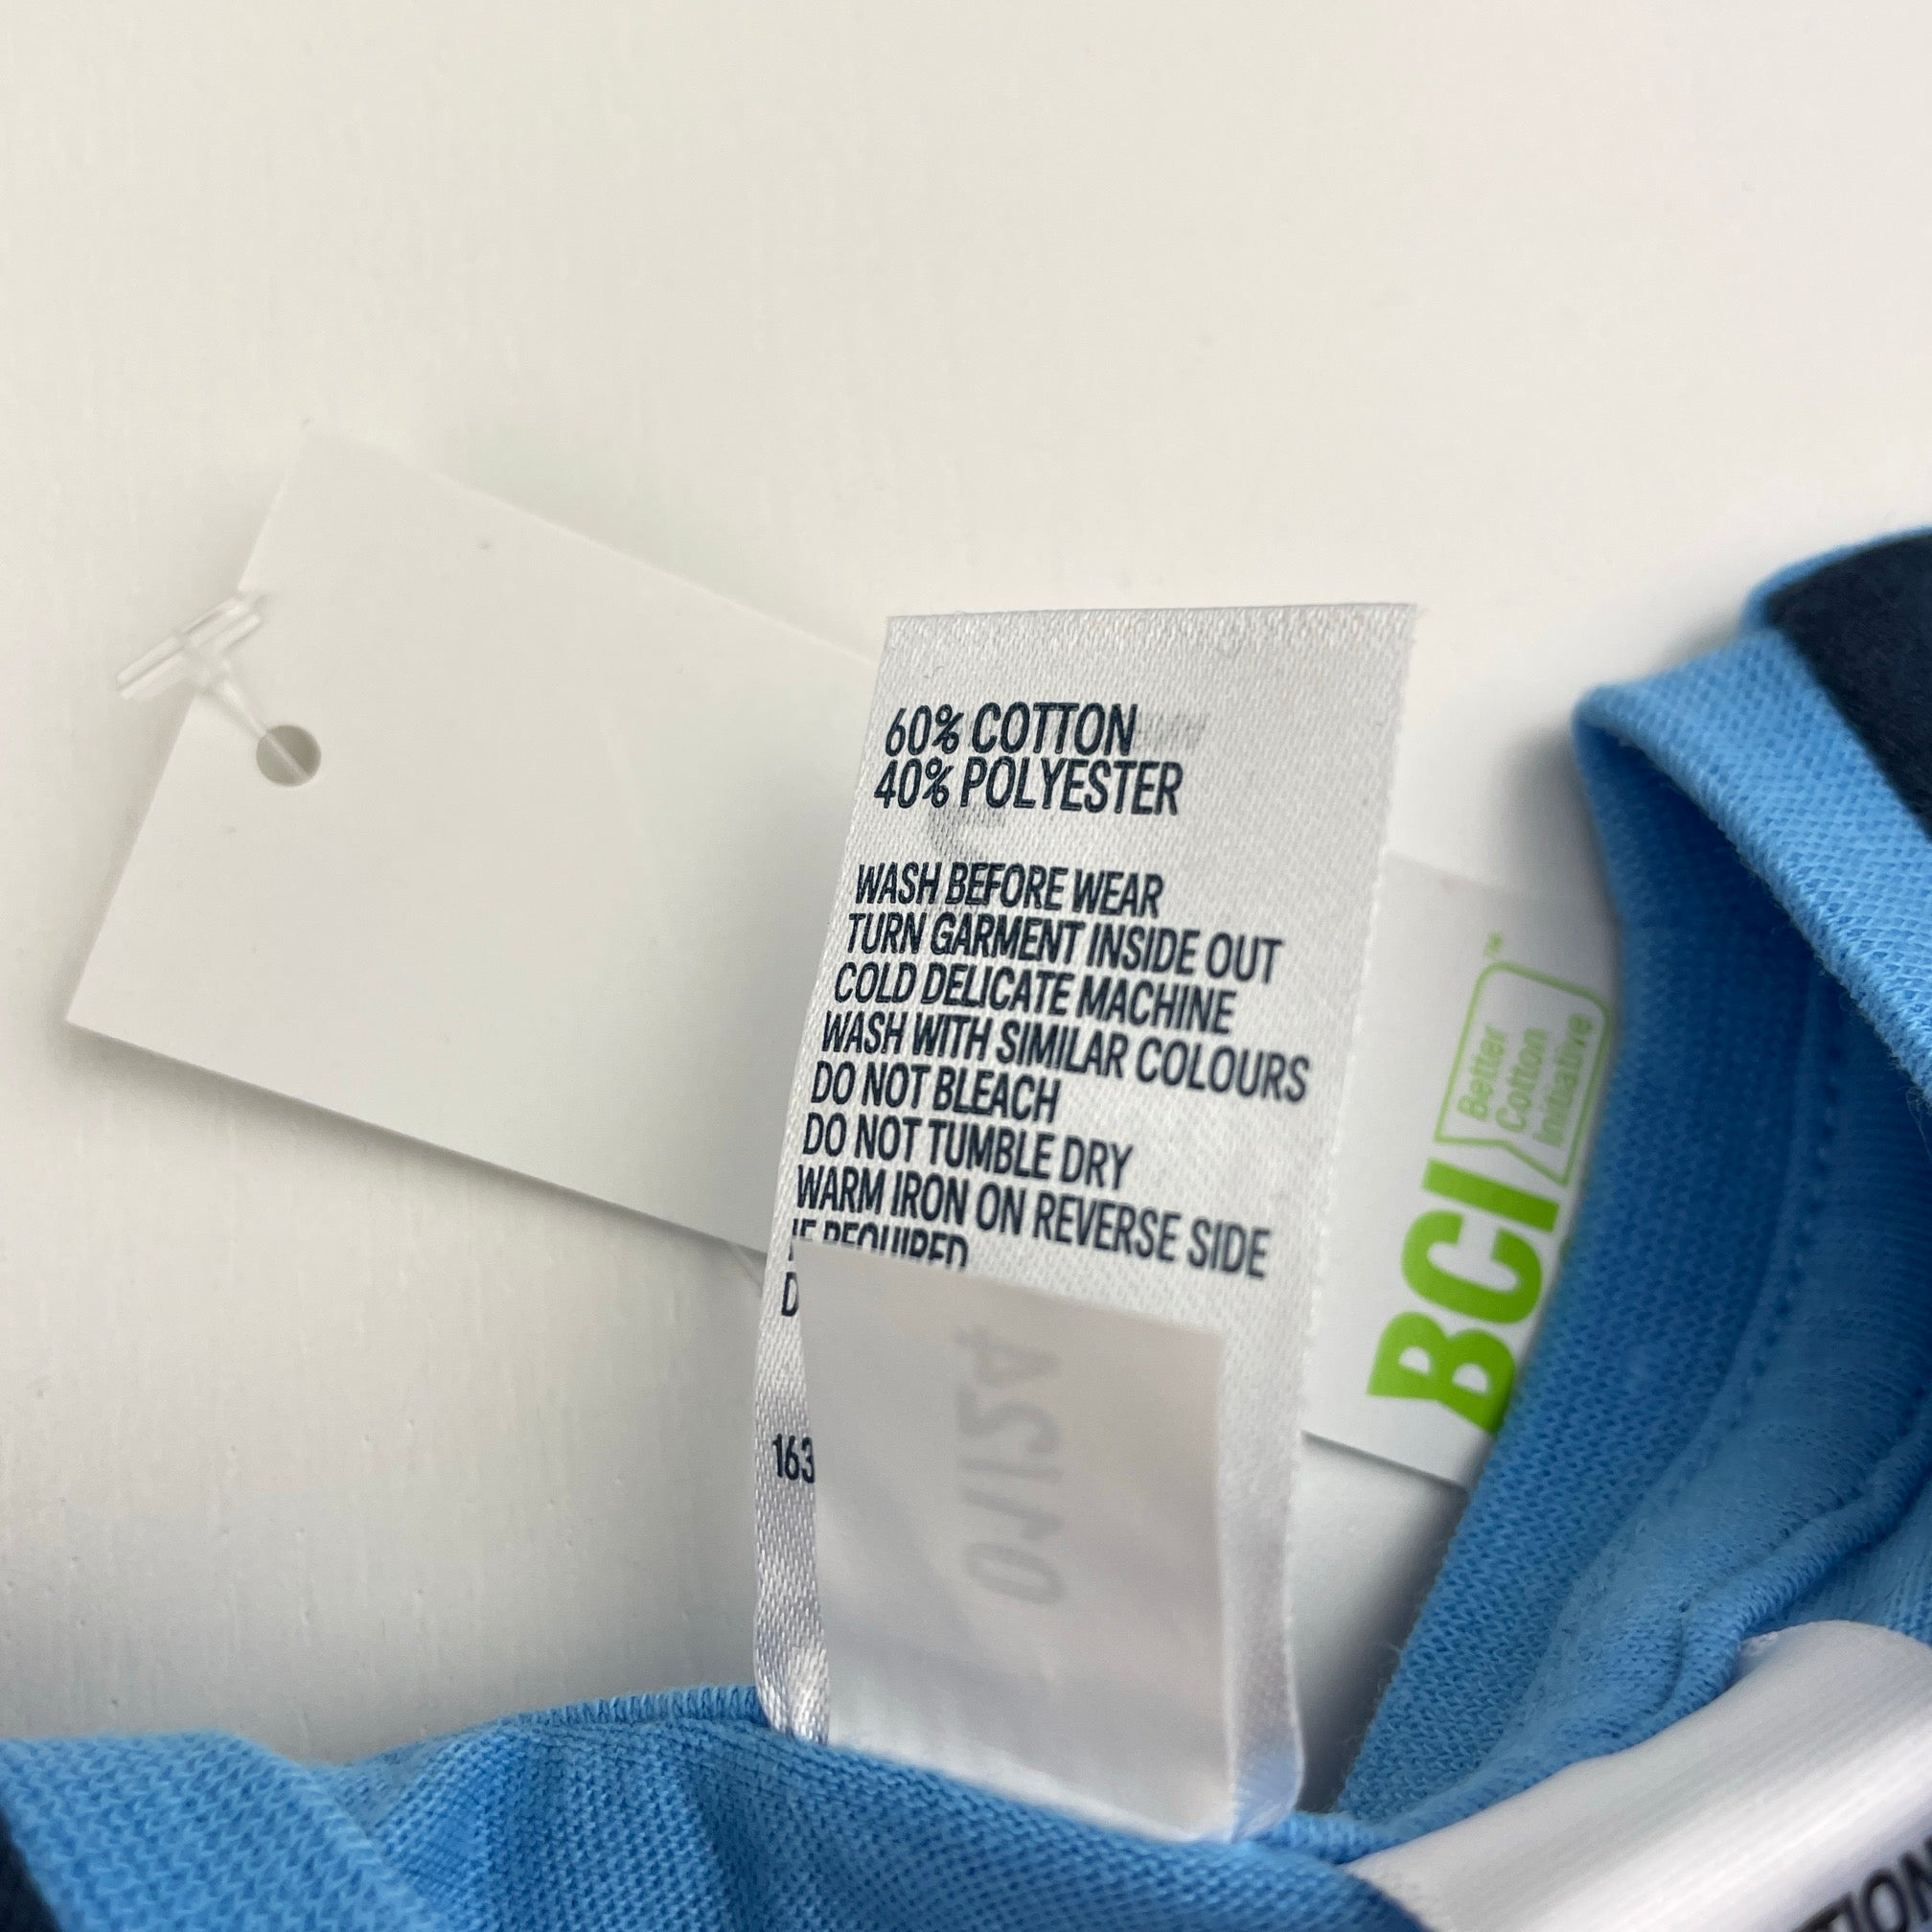 60% COTTON
40% POLYESTER
WASH BEFORE WEAR
TURN GARMENT INSIDE OUT
COLD DELICATE MACHINE
WASH WITH SIMILAR COLOURS
DO NOT BLEACH
DO NOT TUMBLE DRY
WARM IRON ON REVERSE SIDE
IF REQUIRED
D
163
BCI
Better
Cotton
Initiative™